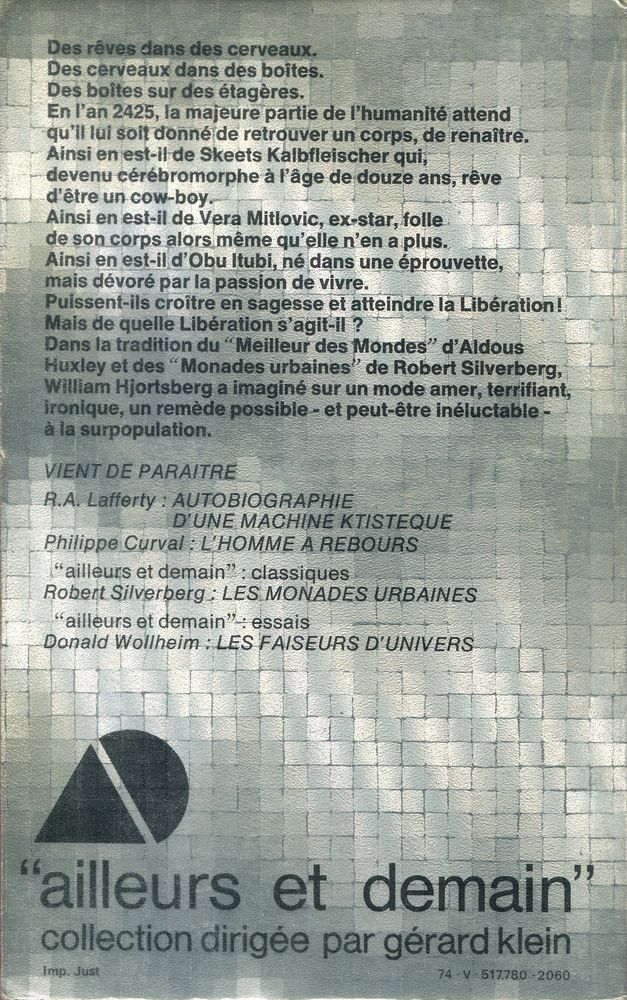 Des rêves dans des cerveaux.
Des cerveaux dans des boîtes.
Des boîtes sur des étagères.
En l'an 2425, la majeure partie de l'humanité attend
qu'il lui soit donné de retrouver un corps, de renaître.
Ainsi en est-il de Skeets Kalbfleischer qui,
devenu cérébromorphe à l'âge de douze ans, rêve
d'être un cow-boy.
Ainsi en est-il de Vera Mitlovic, ex-star, folle
de son corps alors même qu'elle n'en a plus.
Ainsi en est-il d'Obu Itubi, né dans une éprouvette,
mais dévoré par la passion de vivre.
Puissent-ils croître en sagesse et atteindre la Libération !
Mais de quelle Libération s'agit-il ?
Dans la tradition du "Meilleur des Mondes" d'Aldous
Huxley et des "Monades urbaines" de Robert Silverberg,
William Hjortsberg a imaginé sur un mode amer, terrifiant,
ironique, un remède possible - et peut-être inéluctable -
à la surpopulation.
VIENT DE PARAITRE
R.A. Lafferty : AUTOBIOGRAPHIE
D'UNE MACHINE KTISTEQUE
Philippe Curval : L'HOMME A REBOURS
"ailleurs et demain" : classiques
Robert Silverberg : LES MONADES URBAINES
"ailleurs et demain" : essais
Donald Wollheim : LES FAISEURS D'UNIVERS
"ailleurs et demain"
collection dirigée par gérard klein
Imp. Just
74 - V - 517.780 - 2060